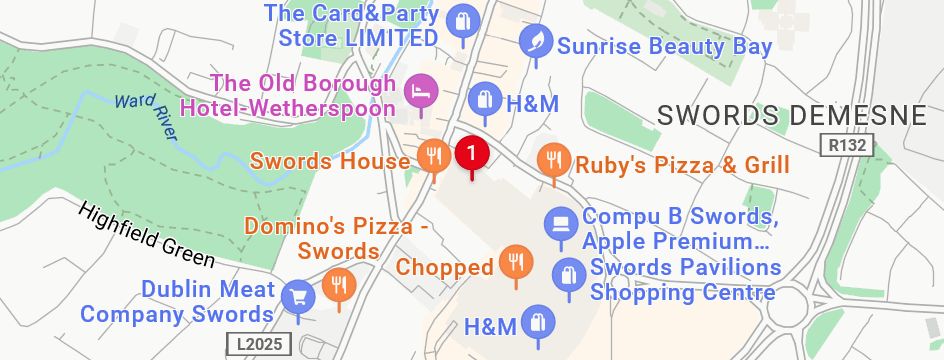 The Card&Party
Store LIMITED
Sunrise Beauty Bay
The Old Borough
Hotel-Wetherspoon
H&M
Ward River
SWORDS DEMESNE
R132
Swords House
1
Ruby's Pizza & Grill
Highfield Green
Domino's Pizza -
Swords
Compu B Swords,
Apple Premium...
Chopped
Swords Pavilions
Shopping Centre
Dublin Meat
Company Swords
H&M
L2025